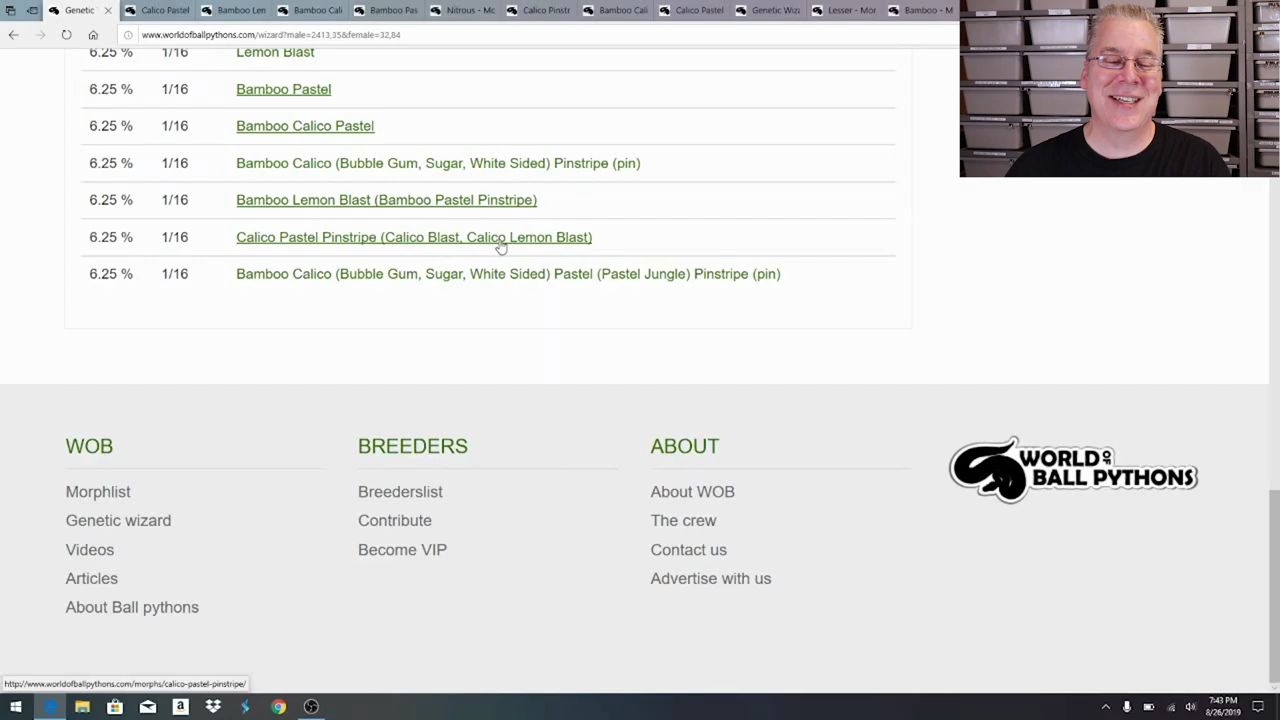 Genetic
Calico Pastel
Bamboo Len
Bamboo Cali
Bamboo Pas
Nitrous - Mc
Calico Pinstr
Bamboo Cali
Calico Pastel
Genetic Wiz
Lesser - Mor
Bamboo - M
www.worldofballpythons.com/wizard?male=2413,35&female=32,84
6.25 % 1/16 Lemon Blast
6.25 % 1/16 Bamboo Pastel
6.25 % 1/16 Bamboo Calico Pastel
6.25 % 1/16 Bamboo Calico (Bubble Gum, Sugar, White Sided) Pinstripe (pin)
6.25 % 1/16 Bamboo Lemon Blast (Bamboo Pastel Pinstripe)
6.25 % 1/16 Calico Pastel Pinstripe (Calico Blast, Calico Lemon Blast)
6.25 % 1/16 Bamboo Calico (Bubble Gum, Sugar, White Sided) Pastel (Pastel Jungle) Pinstripe (pin)
WOB
Morphlist
Genetic wizard
Videos
Articles
About Ball pythons
BREEDERS
Breederslist
Contribute
Become VIP
ABOUT
About WOB
The crew
Contact us
Advertise with us
WORLD OF
BALL PYTHONS
http://www.worldofballpythons.com/morphs/calico-pastel-pinstripe/
7:43 PM
8/26/2019